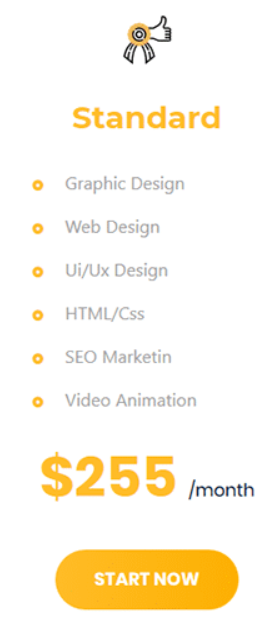 Standard
Graphic Design
Web Design
Ui/Ux Design
HTML/Css
SEO Marketin
Video Animation
$255 /month
START NOW